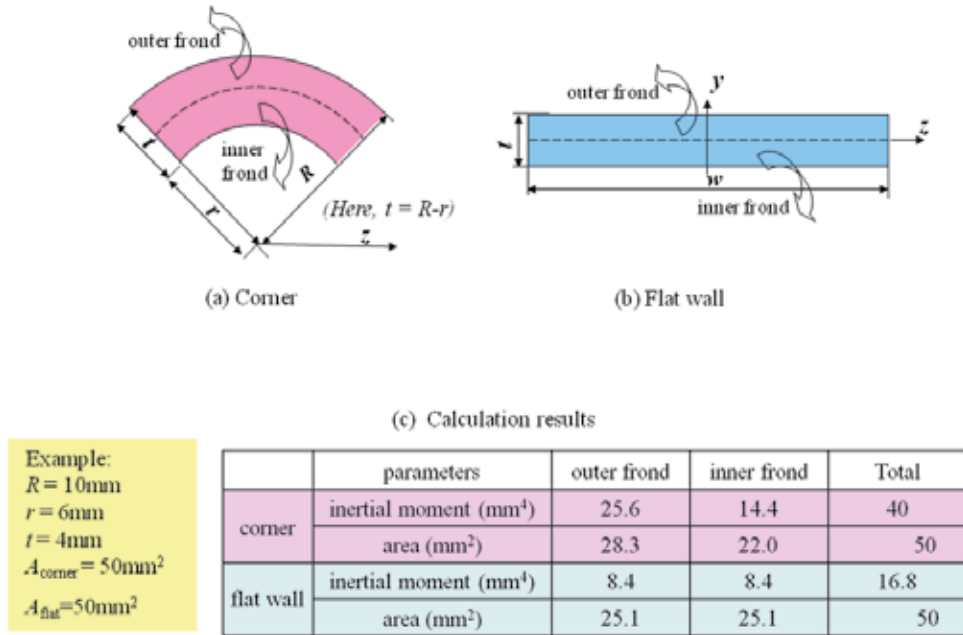 outer frond
t
inner
frond
R
r
(Here, t = R-r)
z
(a) Corner
outer frond
y
z
t
w
inner frond
(b) Flat wall
(c) Calculation results
Example:
R = 10mm
r = 6mm
t = 4mm
Acorner = 50mm²
Aflat=50mm²
parameters outer frond inner frond Total
corner inertial moment (mm⁴) 25.6 14.4 40
area (mm²) 28.3 22.0 50
flat wall inertial moment (mm⁴) 8.4 8.4 16.8
area (mm²) 25.1 25.1 50